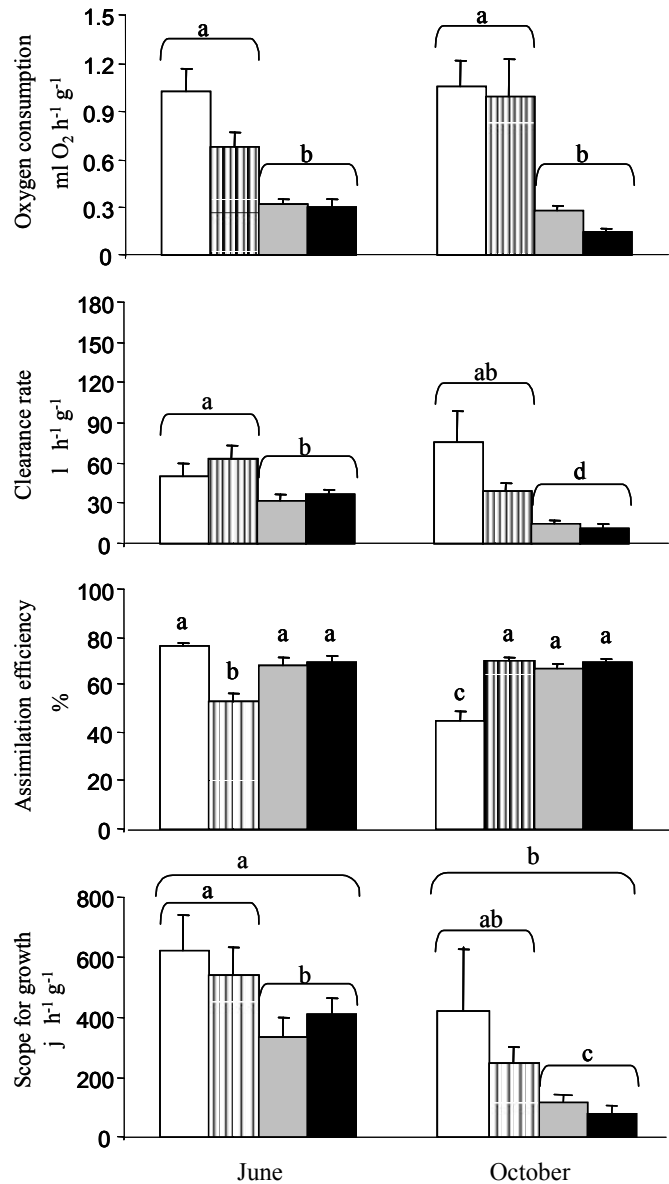 Oxygen consumption
ml O₂ h⁻¹ g⁻¹
1.5
1.2
0.9
0.6
0.3
0
a
b
a
b
Clearance rate
l h⁻¹ g⁻¹
180
150
120
90
60
30
0
a
b
ab
d
Assimilation efficiency
%
100
80
60
40
20
0
a
b
a
a
c
a
a
a
Scope for growth
j h⁻¹ g⁻¹
800
600
400
200
0
a
a
b
b
ab
c
June
October